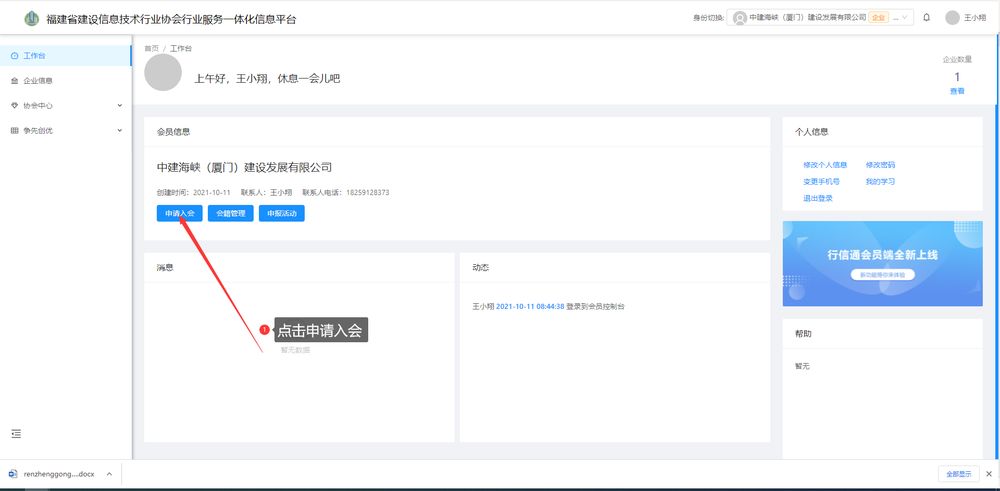 福建省建设信息技术行业协会行业服务一体化信息平台
身份切换: 中建海峡（厦门）建设发展有限公司 企业 ... 王小翔
工作台
企业信息
协会中心
争先创优
首页 / 工作台
上午好，王小翔，休息一会儿吧
企业数量
1
查看
会员信息
中建海峡（厦门）建设发展有限公司
创建时间：2021-10-11 联系人：王小翔 联系人电话：18259128373
申请入会 会籍管理 申报活动
个人信息
修改个人信息 修改密码
变更手机号 我的学习
退出登录
行信通会员端全新上线
新功能等你来体验
消息
1 点击申请入会
暂无数据
动态
王小翔 2021-10-11 08:44:38 登录到会员控制台
帮助
暂无
renzhenggong....docx
全部显示